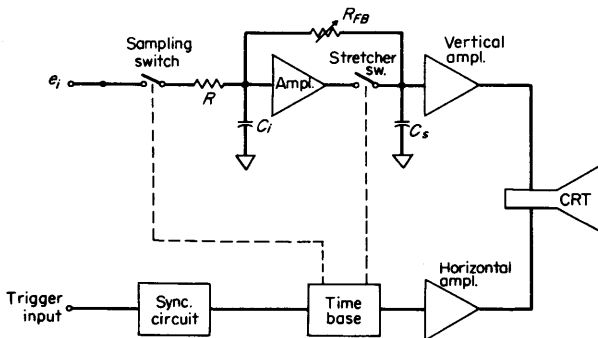 R_FB
Sampling
switch
Stretcher
sw.
Vertical
ampl.
e_i
R
Ampl.
C_i
C_s
CRT
Horizontal
ampl.
Trigger
input
Sync.
circuit
Time
base